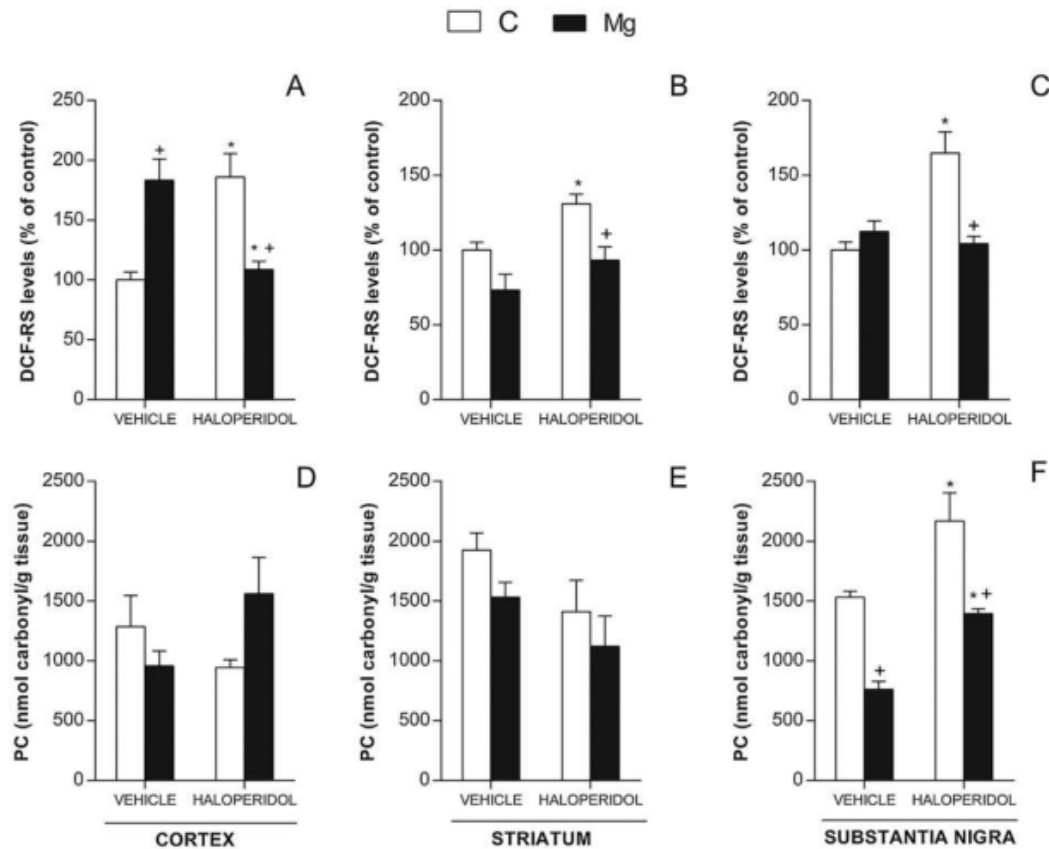 C Mg
A
DCF-RS levels (% of control)
250
200
150
100
50
0
+
*
* +
VEHICLE HALOPERIDOL
B
DCF-RS levels (% of control)
200
150
100
50
0
*
+
VEHICLE HALOPERIDOL
C
DCF-RS levels (% of control)
200
150
100
50
0
*
+
VEHICLE HALOPERIDOL
D
PC (nmol carbonyl/g tissue)
2500
2000
1500
1000
500
0
VEHICLE HALOPERIDOL
CORTEX
E
PC (nmol carbonyl/g tissue)
2500
2000
1500
1000
500
0
VEHICLE HALOPERIDOL
STRIATUM
F
PC (nmol carbonyl/g tissue)
2500
2000
1500
1000
500
0
+
*
* +
VEHICLE HALOPERIDOL
SUBSTANTIA NIGRA